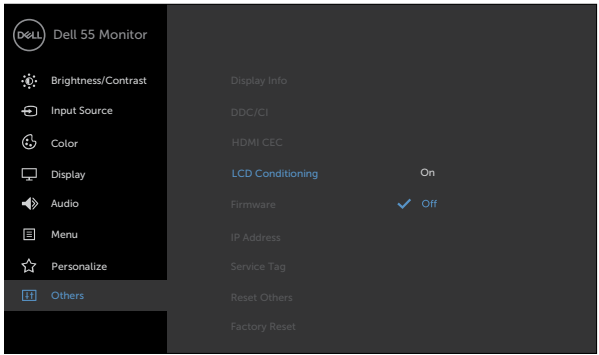 DELL Dell 55 Monitor
Brightness/Contrast
Display Info
Input Source
DDC/CI
Color
HDMI CEC
Display
LCD Conditioning On
Audio
Firmware Off
Menu
IP Address
Personalize
Service Tag
Others
Reset Others
Factory Reset